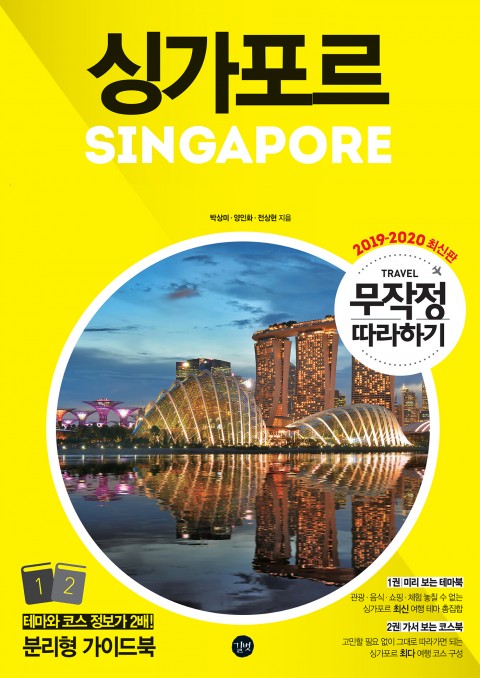 싱가포르
SINGAPORE
박상미 · 양인화 · 전상현 지음
2019-2020 최신판
TRAVEL
무작정
따라하기
1 2
테마와 코스 정보가 2배!
분리형 가이드북
길벗
1권 | 미리 보는 테마북
관광 · 음식 · 쇼핑 · 체험 놓칠 수 없는
싱가포르 최신 여행 테마 총집합
2권 | 가서 보는 코스북
고민할 필요 없이 그대로 따라가면 되는
싱가포르 최다 여행 코스 구성